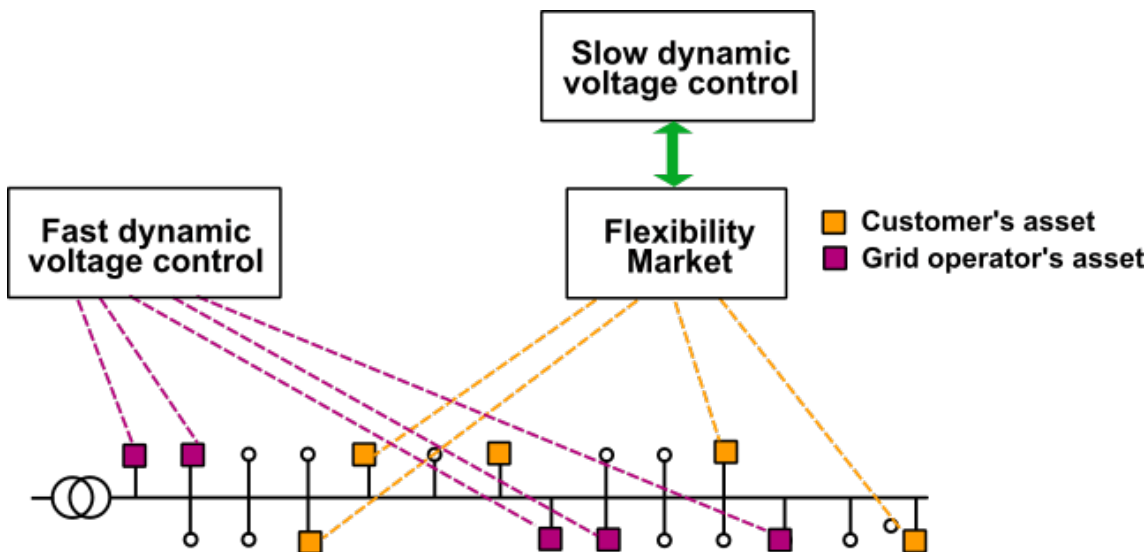 Slow dynamic
voltage control
Fast dynamic
voltage control
Flexibility
Market
Customer's asset
Grid operator's asset